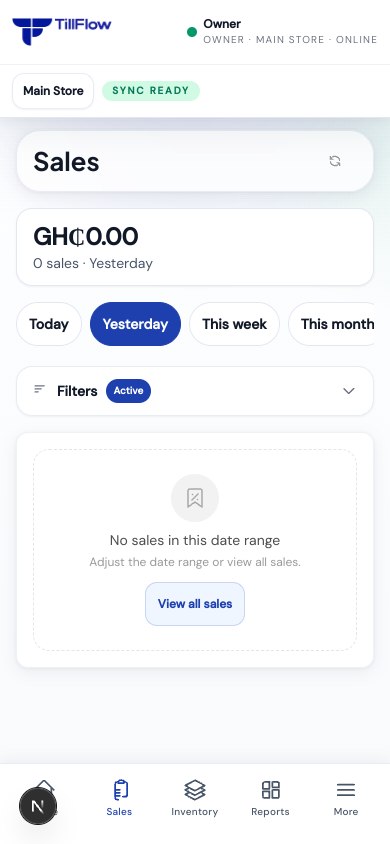 TillFlow
Owner
OWNER · MAIN STORE · ONLINE
Main Store
SYNC READY
Sales
GH₵0.00
0 sales · Yesterday
Today
Yesterday
This week
This month
Filters
Active
No sales in this date range
Adjust the date range or view all sales.
View all sales
N
Sales
Inventory
Reports
More